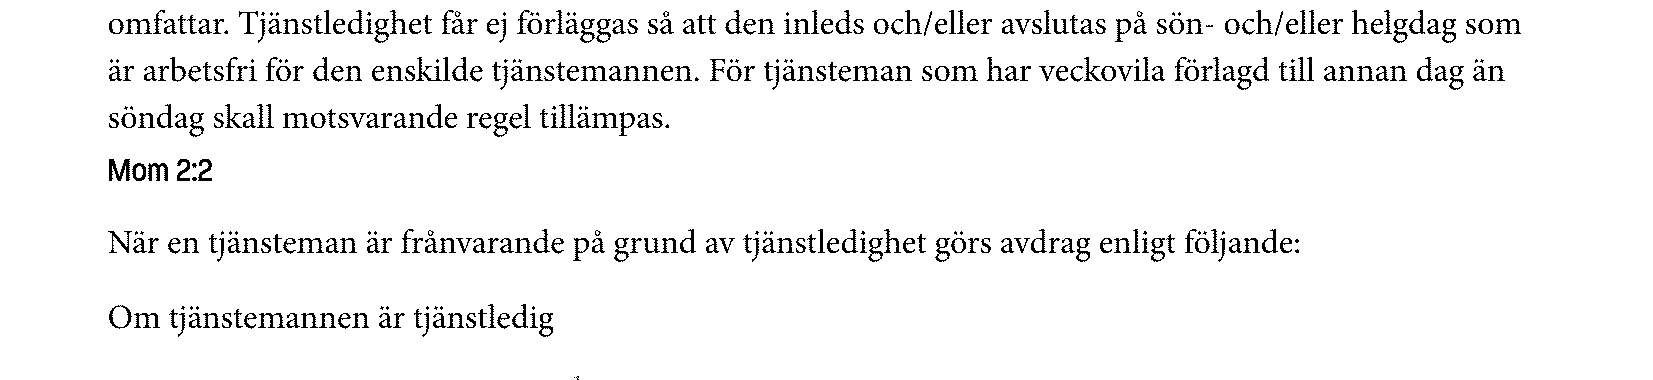 omfattar. Tjänstledighet får ej förläggas så att den inleds och/eller avslutas på sön- och/eller helgdag som
är arbetsfri för den enskilde tjänstemannen. För tjänsteman som har veckovila förlagd till annan dag än
söndag skall motsvarande regel tillämpas.
Mom 2:2
När en tjänsteman är frånvarande på grund av tjänstledighet görs avdrag enligt följande:
Om tjänstemannen är tjänstledig